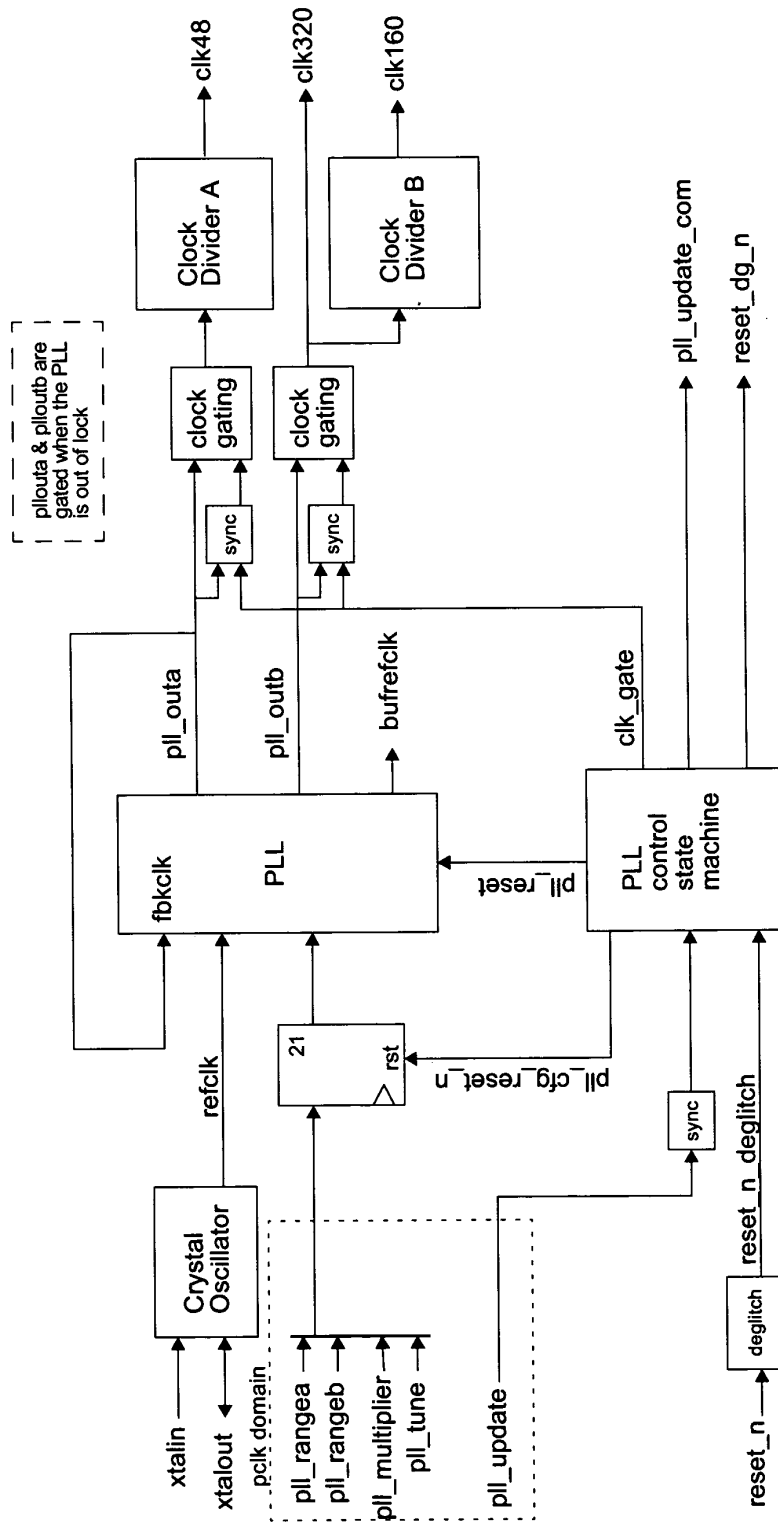 pllouta & plloutb are
gated when the PLL
is out of lock
clk48
clk320
clk160
Clock
Divider A
Clock
Divider B
clock
gating
clock
gating
sync
sync
pll_outa
pll_outb
bufrefclk
clk_gate
pll_update_com
reset_dg_n
fbkclk
PLL
pll_reset
PLL
control
state
machine
refclk
21
rst
pll_cfg_reset_n
sync
reset_n_deglitch
Crystal
Oscillator
deglitch
xtalin
xtalout
pclk domain
pll_rangea
pll_rangeb
pll_multiplier
pll_tune
pll_update
reset_n